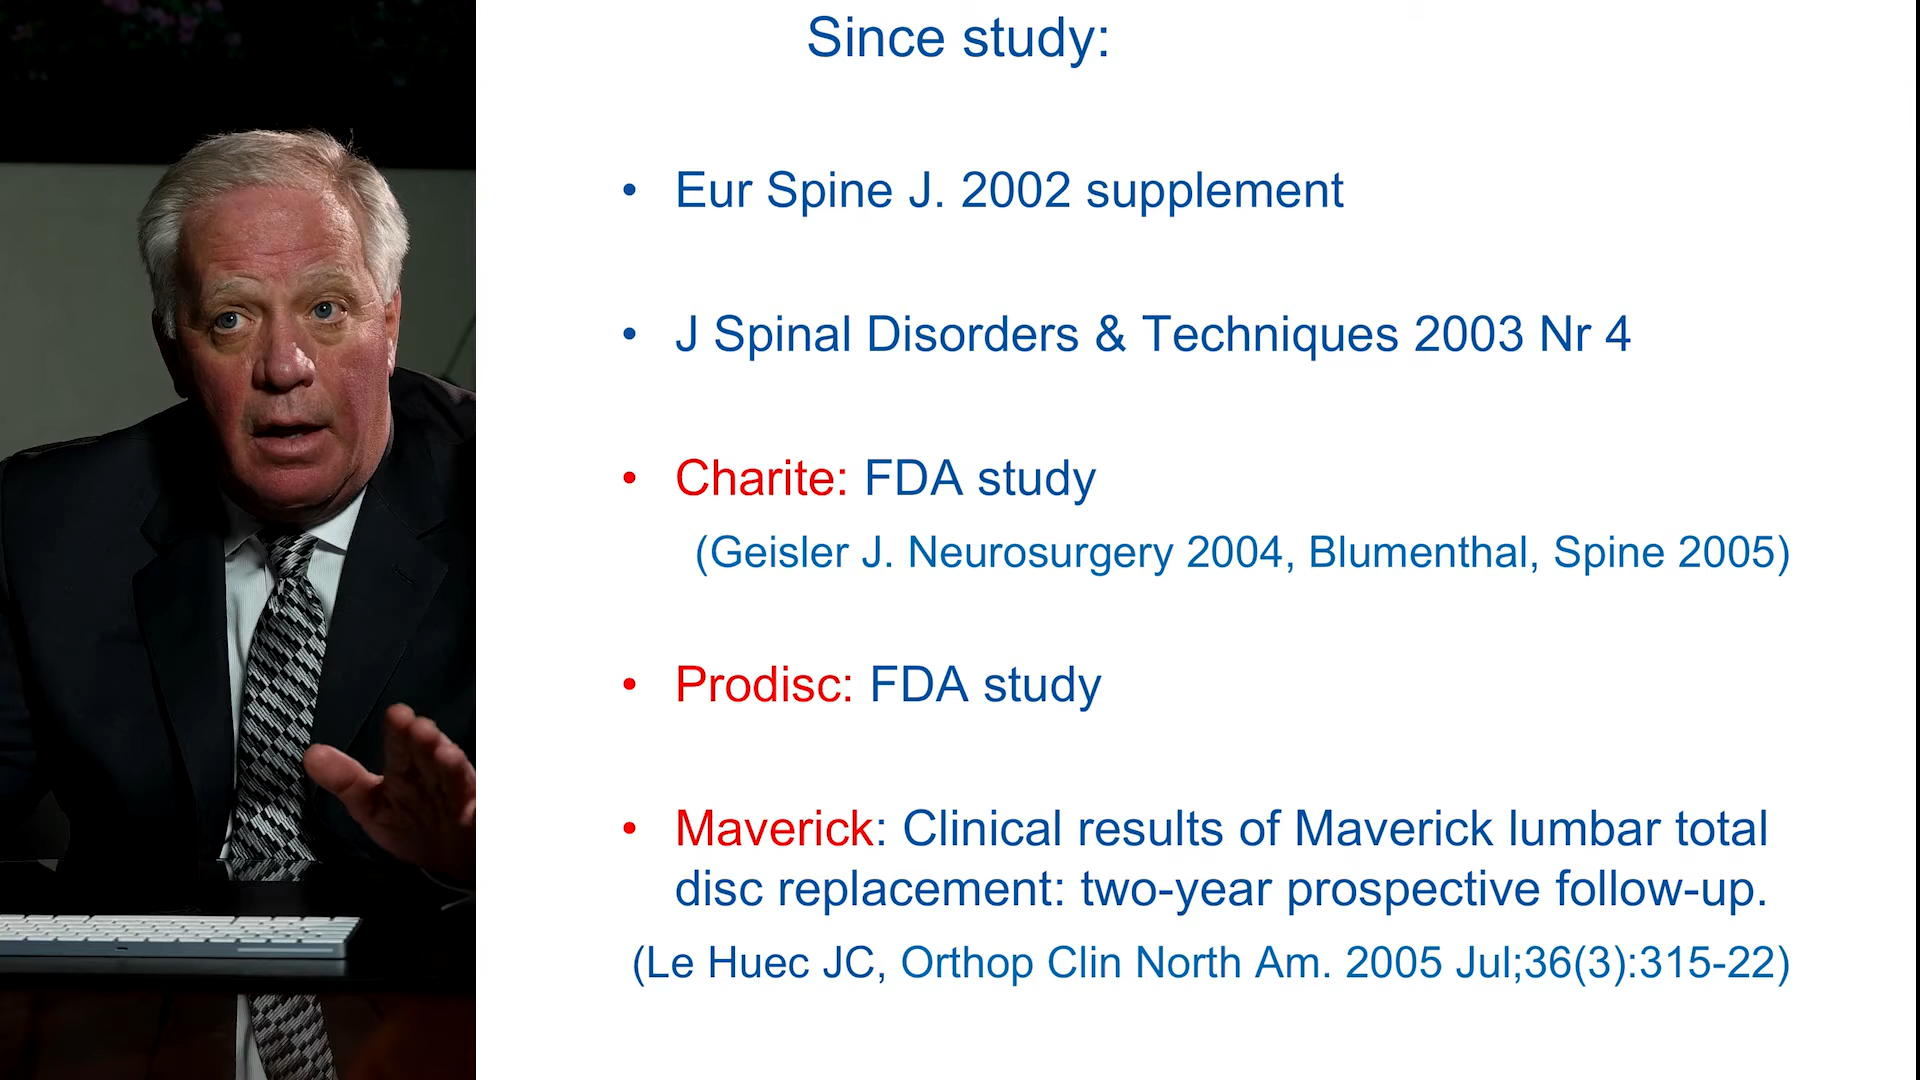 Since study:
• Eur Spine J. 2002 supplement
• J Spinal Disorders & Techniques 2003 Nr 4
• Charite: FDA study
(Geisler J. Neurosurgery 2004, Blumenthal, Spine 2005)
• Prodisc: FDA study
• Maverick: Clinical results of Maverick lumbar total
disc replacement: two-year prospective follow-up.
(Le Huec JC, Orthop Clin North Am. 2005 Jul;36(3):315-22)